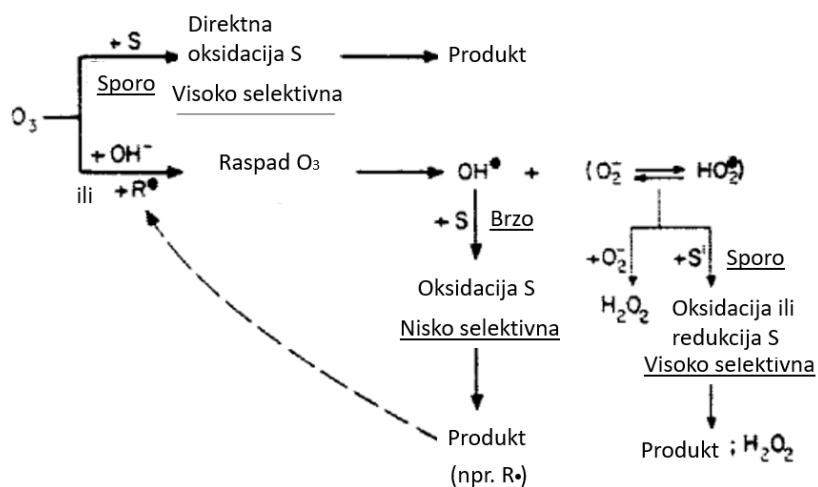 Direktna
oksidacija S
+ S
Sporo
Produkt
Visoko selektivna
O₃
+ OH⁻
ili
+R•
Raspad O₃
OH• + (O₂⁻ ⇌ HO₂•)
+ S
Brzo
+O₂⁻
+Sⁱ
Sporo
H₂O₂
Oksidacija S
Nisko selektivna
Oksidacija ili
redukcija S
Visoko selektivna
Produkt
(npr. R•)
Produkt ; H₂O₂